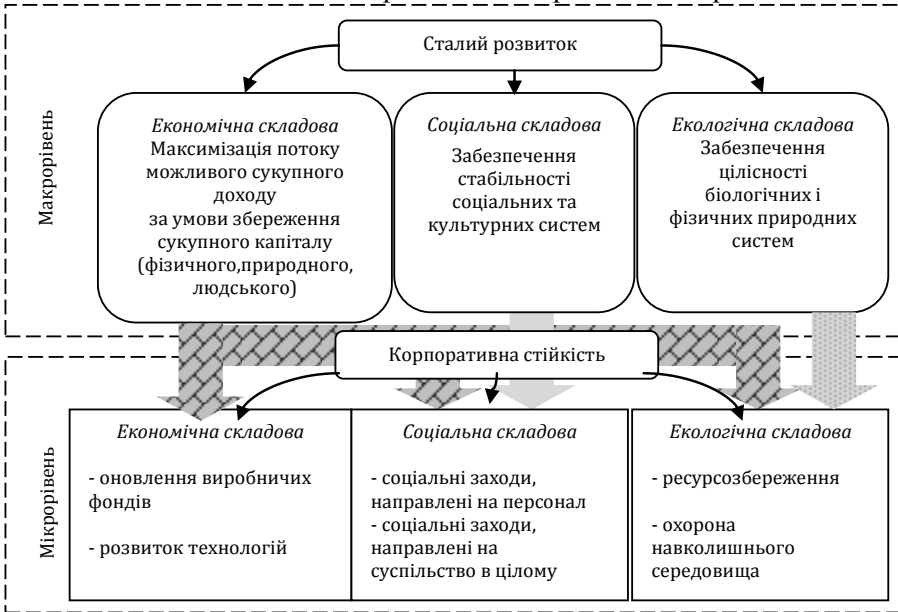 Сталий розвиток
Макрорівень
Економічна складова
Максимізація потоку
можливого сукупного
доходу
за умови збереження
сукупного капіталу
(фізичного,природного,
людського)
Соціальна складова
Забезпечення
стабільності
соціальних та
культурних систем
Екологічна складова
Забезпечення
цілісності
біологічних і
фізичних природних
систем
Корпоративна стійкість
Мікрорівень
Економічна складова
- оновлення виробничих
фондів
- розвиток технологій
Соціальна складова
- соціальні заходи,
направлені на персонал
- соціальні заходи,
направлені на
суспільство в цілому
Екологічна складова
- ресурсозбереження
- охорона
навколишнього
середовища